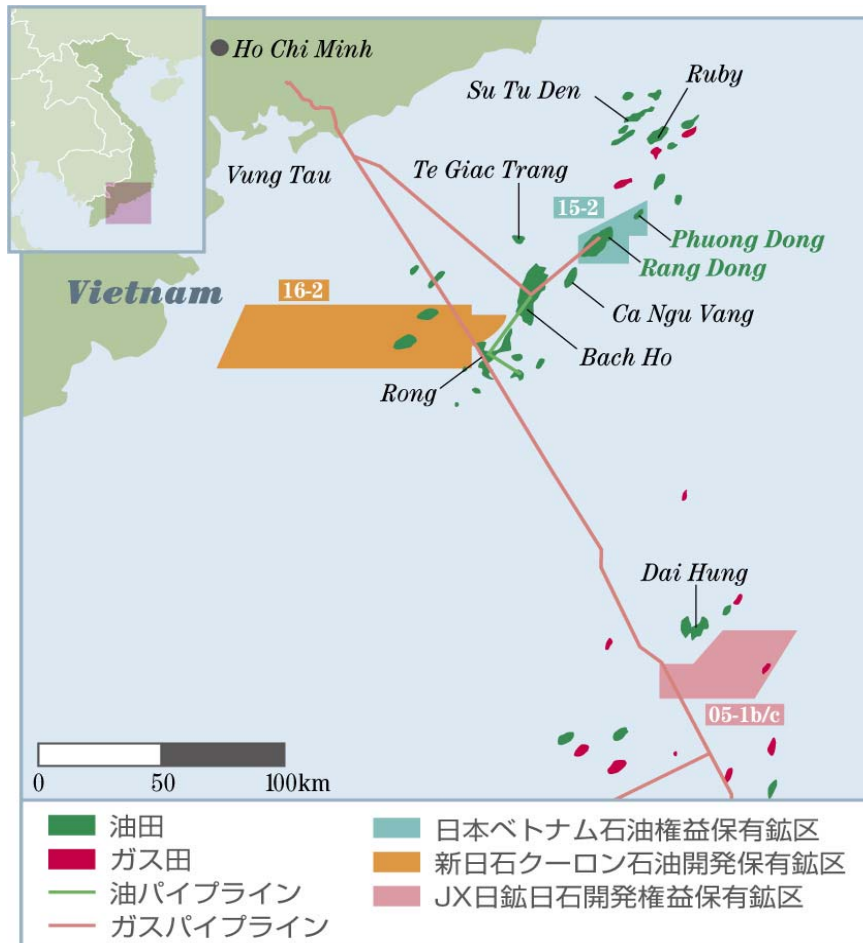 Ho Chi Minh
Su Tu Den
Ruby
Vung Tau
Te Giac Trang
15-2
Phuong Dong
Rang Dong
Vietnam
16-2
Ca Ngu Vang
Bach Ho
Rong
Dai Hung
05-1b/c
0 50 100km
油田
ガス田
油パイプライン
ガスパイプライン
日本ベトナム石油権益保有鉱区
新日石クーロン石油開発保有鉱区
JX日鉱日石開発権益保有鉱区